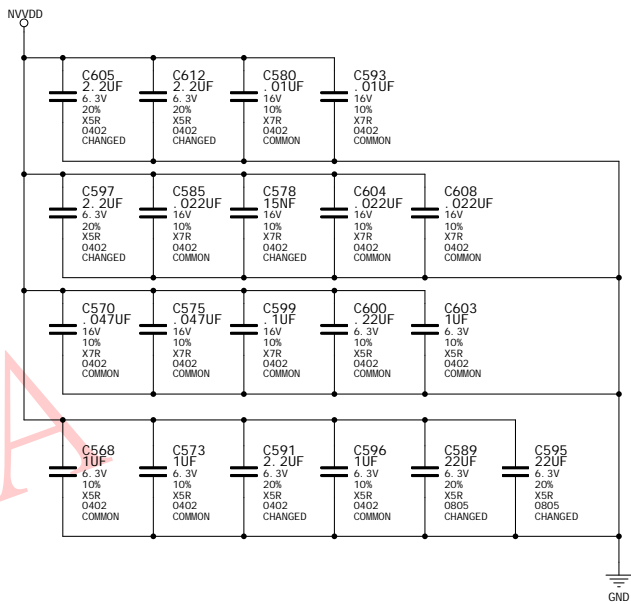 NVVDD
C605
2.2UF
6.3V
20%
X5R
0402
CHANGED
C612
2.2UF
6.3V
20%
X5R
0402
CHANGED
C580
.01UF
16V
10%
X7R
0402
COMMON
C593
.01UF
16V
10%
X7R
0402
COMMON
C597
2.2UF
6.3V
20%
X5R
0402
CHANGED
C585
.022UF
16V
10%
X7R
0402
COMMON
C578
15NF
16V
10%
X7R
0402
CHANGED
C604
.022UF
16V
10%
X7R
0402
COMMON
C608
.022UF
16V
10%
X7R
0402
COMMON
C570
.047UF
16V
10%
X7R
0402
COMMON
C575
.047UF
16V
10%
X7R
0402
COMMON
C599
.1UF
16V
10%
X7R
0402
COMMON
C600
.22UF
6.3V
10%
X5R
0402
COMMON
C603
1UF
6.3V
10%
X5R
0402
COMMON
C568
1UF
6.3V
10%
X5R
0402
COMMON
C573
1UF
6.3V
10%
X5R
0402
COMMON
C591
2.2UF
6.3V
20%
X5R
0402
CHANGED
C596
1UF
6.3V
10%
X5R
0402
COMMON
C589
22UF
6.3V
20%
X5R
0805
CHANGED
C595
22UF
6.3V
20%
X5R
0805
CHANGED
GND
A